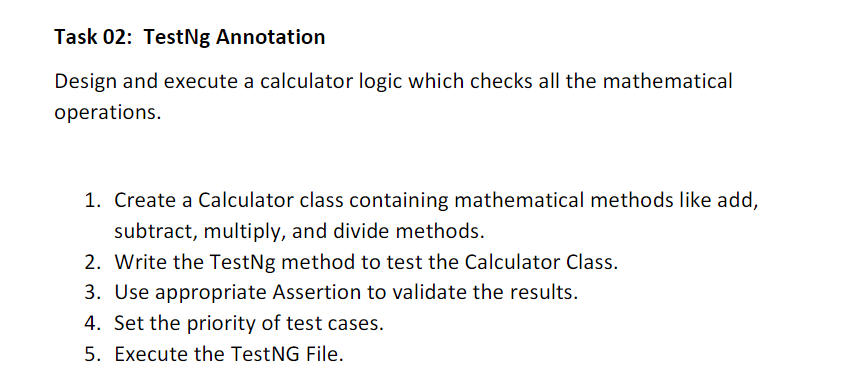 Task 02: TestNg Annotation
Design and execute a calculator logic which checks all the mathematical
operations.
1. Create a Calculator class containing mathematical methods like add,
subtract, multiply, and divide methods.
2. Write the TestNg method to test the Calculator Class.
3. Use appropriate Assertion to validate the results.
4. Set the priority of test cases.
5. Execute the TestNG File.